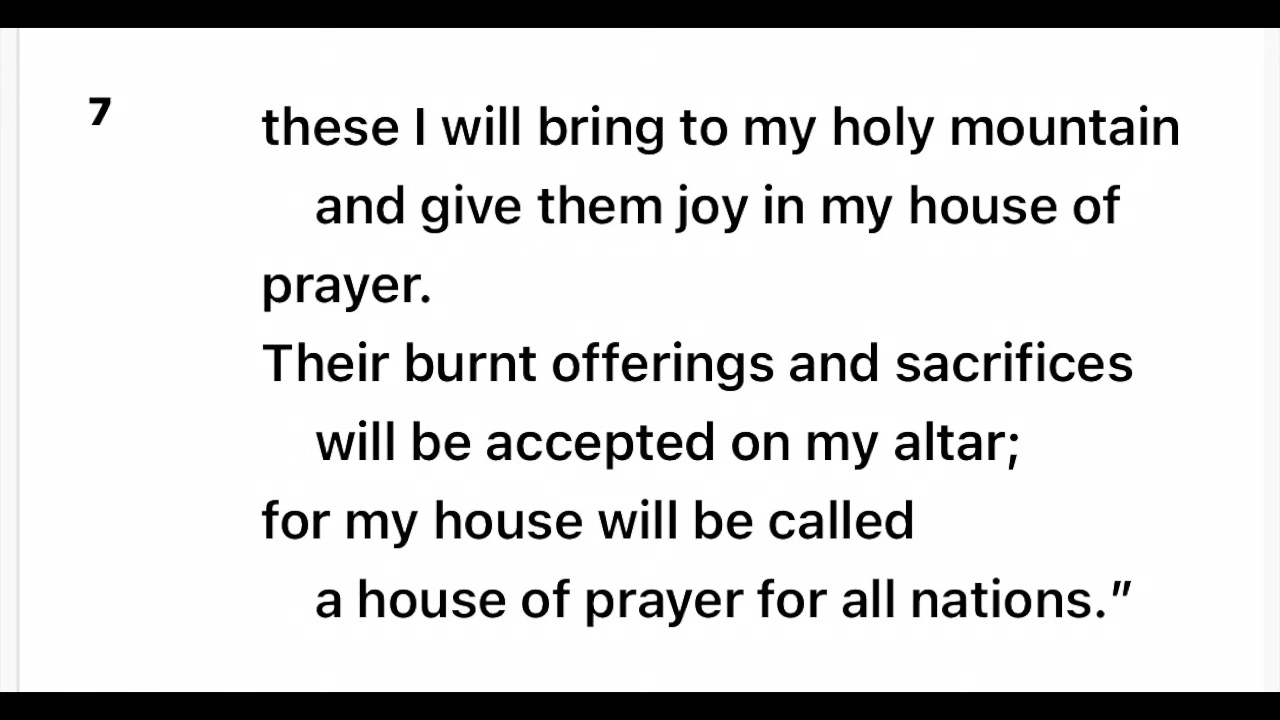 7 these I will bring to my holy mountain
and give them joy in my house of
prayer.
Their burnt offerings and sacrifices
will be accepted on my altar;
for my house will be called
a house of prayer for all nations.”